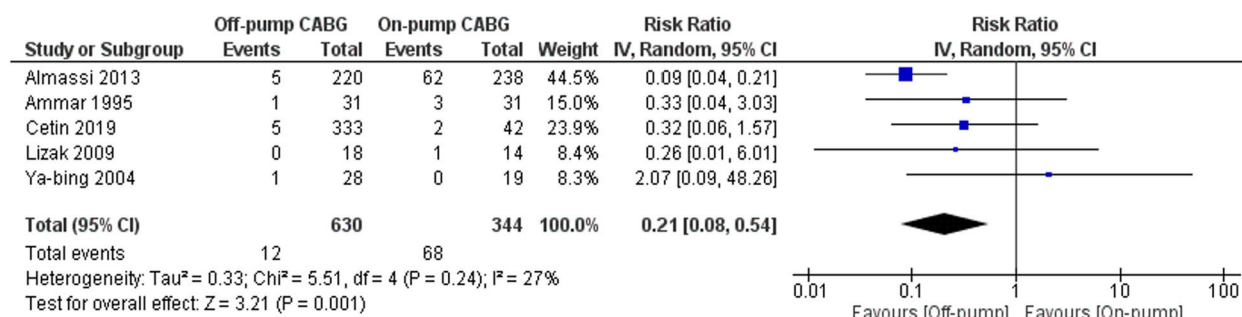 Off-pump CABG On-pump CABG Risk Ratio Risk Ratio
Study or Subgroup Events Total Events Total Weight IV, Random, 95% CI IV, Random, 95% CI
Almassi 2013 5 220 62 238 44.5% 0.09 [0.04, 0.21]
Ammar 1995 1 31 3 31 15.0% 0.33 [0.04, 3.03]
Cetin 2019 5 333 2 42 23.9% 0.32 [0.06, 1.57]
Lizak 2009 0 18 1 14 8.4% 0.26 [0.01, 6.01]
Ya-bing 2004 1 28 0 19 8.3% 2.07 [0.09, 48.26]
Total (95% CI) 630 344 100.0% 0.21 [0.08, 0.54]
Total events 12 68
Heterogeneity: Tau² = 0.33; Chi² = 5.51, df = 4 (P = 0.24); I² = 27%
Test for overall effect: Z = 3.21 (P = 0.001)
0.01 0.1 1 10 100
Favours [Off-pump] Favours [On-pump]